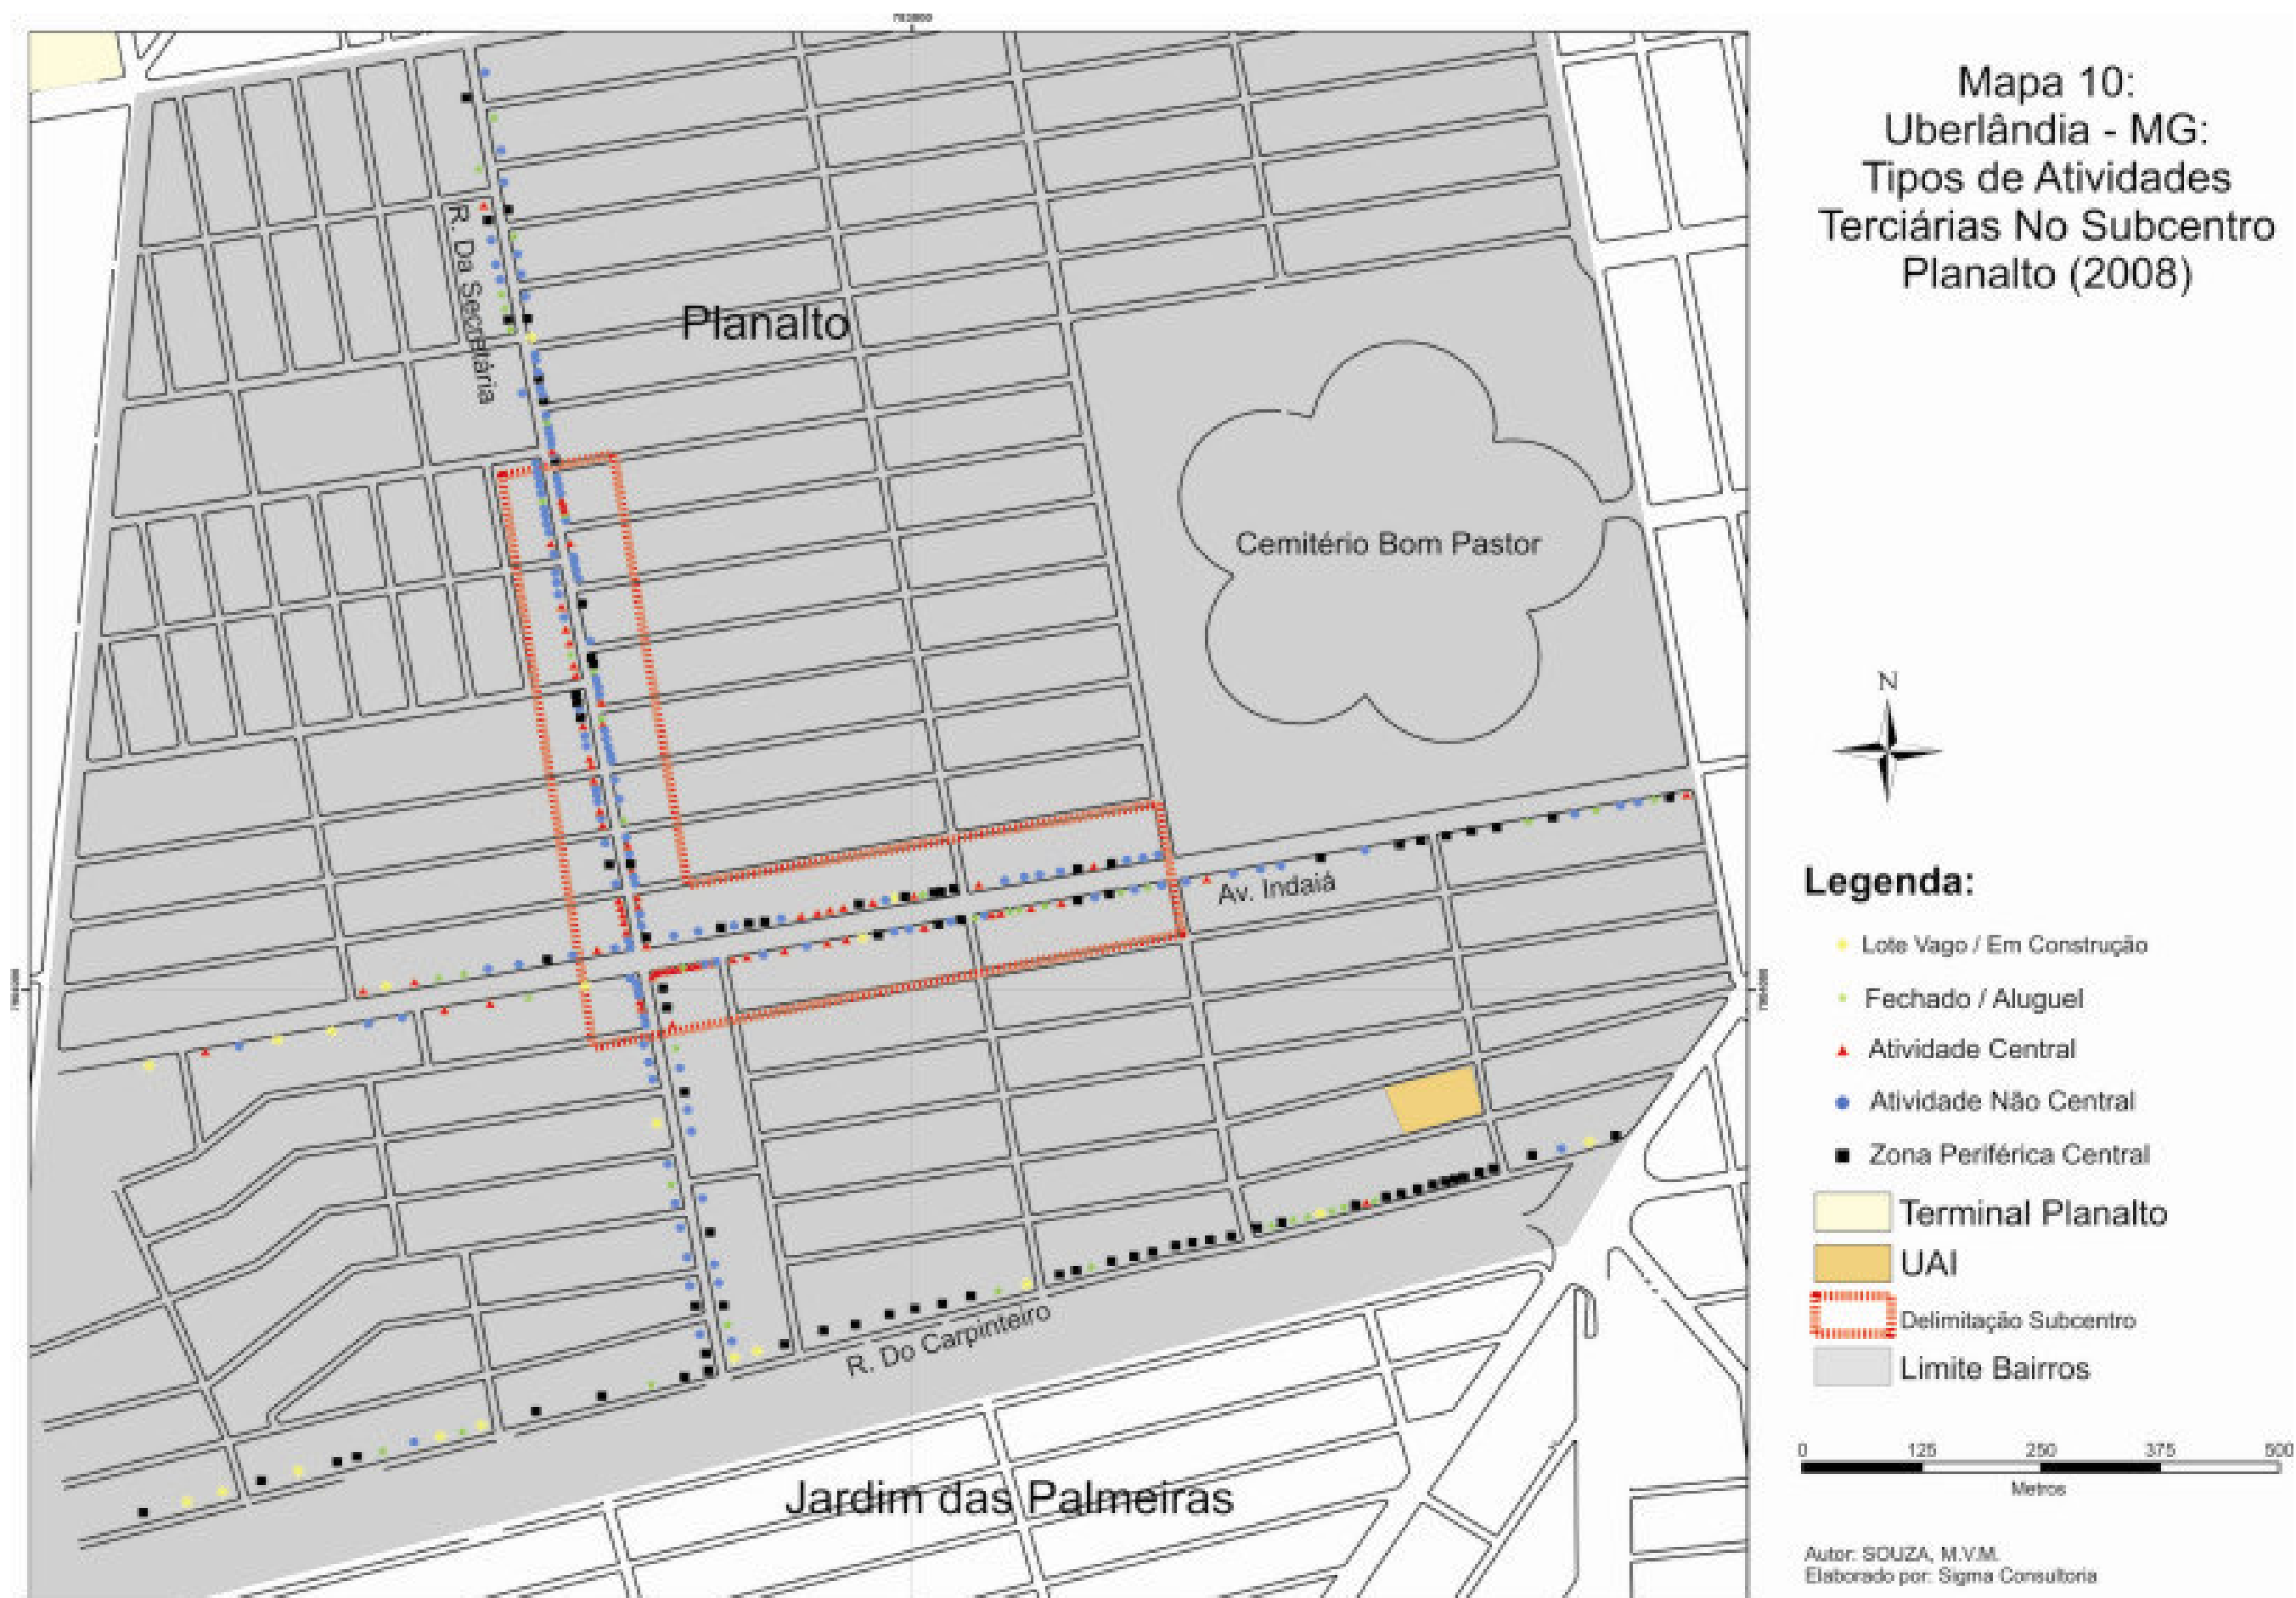 Mapa 10:
Uberlândia - MG:
Tipos de Atividades
Terciárias No Subcentro
Planalto (2008)
R. Da Secretária
Planalto
Cemitério Bom Pastor
Av. Indaiá
R. Do Carpinteiro
Jardim das Palmeiras
N
Legenda:
Lote Vago / Em Construção
Fechado / Aluguel
Atividade Central
Atividade Não Central
Zona Periférica Central
Terminal Planalto
UAI
Delimitação Subcentro
Limite Bairros
0 125 250 375 500
Metros
Autor: SOUZA, M.V.M.
Elaborado por: Sigma Consultoria